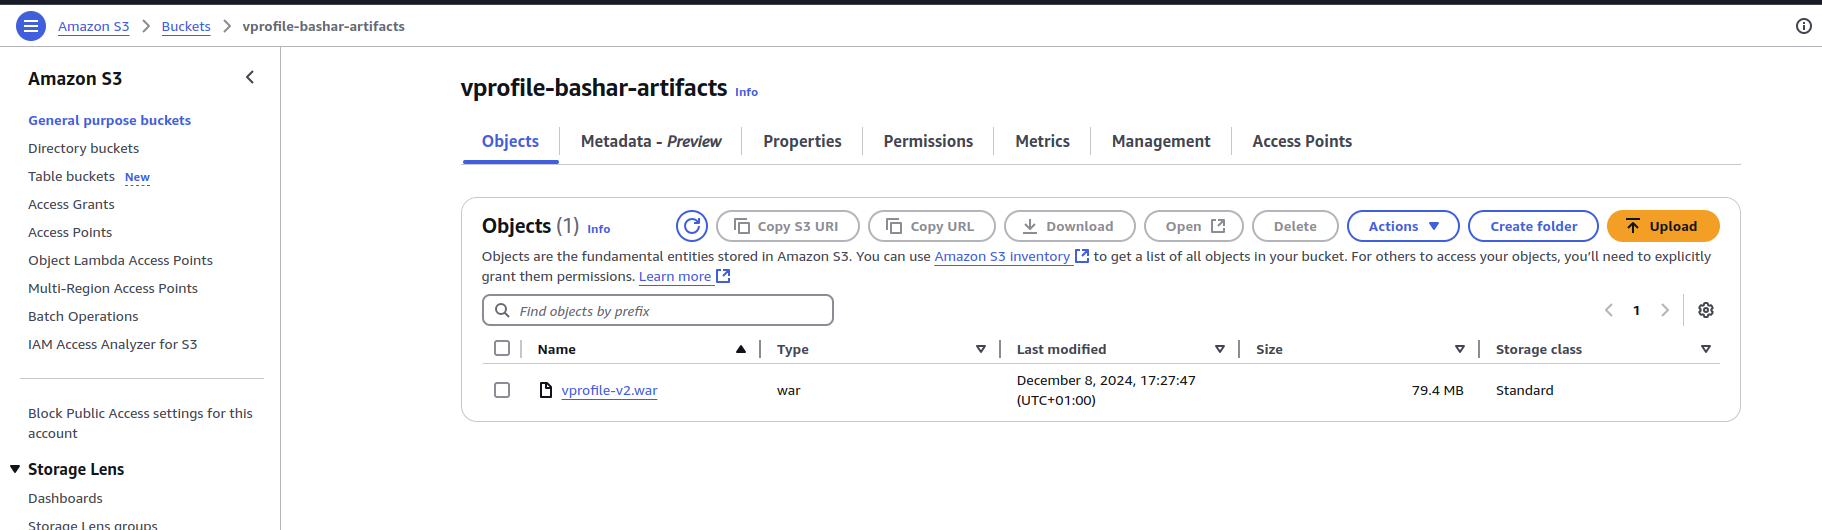 Amazon S3 > Buckets > vprofile-bashar-artifacts
Amazon S3
General purpose buckets
Directory buckets
Table buckets New
Access Grants
Access Points
Object Lambda Access Points
Multi-Region Access Points
Batch Operations
IAM Access Analyzer for S3
Block Public Access settings for this
account
Storage Lens
Dashboards
Storage Lens groups
vprofile-bashar-artifacts Info
Objects Metadata - Preview Properties Permissions Metrics Management Access Points
Objects (1) Info Copy S3 URI Copy URL Download Open Delete Actions Create folder Upload
Objects are the fundamental entities stored in Amazon S3. You can use Amazon S3 inventory to get a list of all objects in your bucket. For others to access your objects, you'll need to explicitly
grant them permissions. Learn more
Find objects by prefix 1
Name Type Last modified Size Storage class
vprofile-v2.war war December 8, 2024, 17:27:47 79.4 MB Standard
(UTC+01:00)